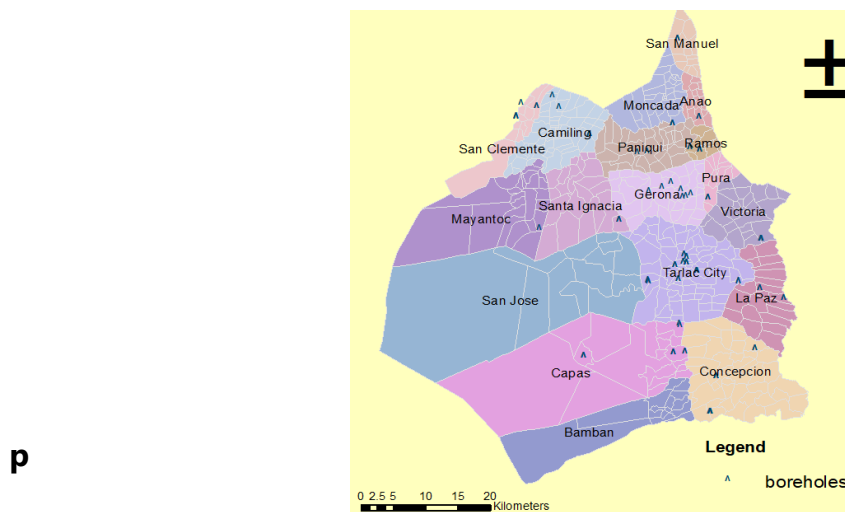 San Manuel
Moncada Anao
Camiling
San Clemente
Paniqui Ramos
Pura
Gerona
Santa Ignacia
Mayantoc
Victoria
Tarlac City
San Jose
La Paz
Capas
Concepcion
Bamban
p
Legend
boreholes
0 2.5 5 10 15 20
Kilometers